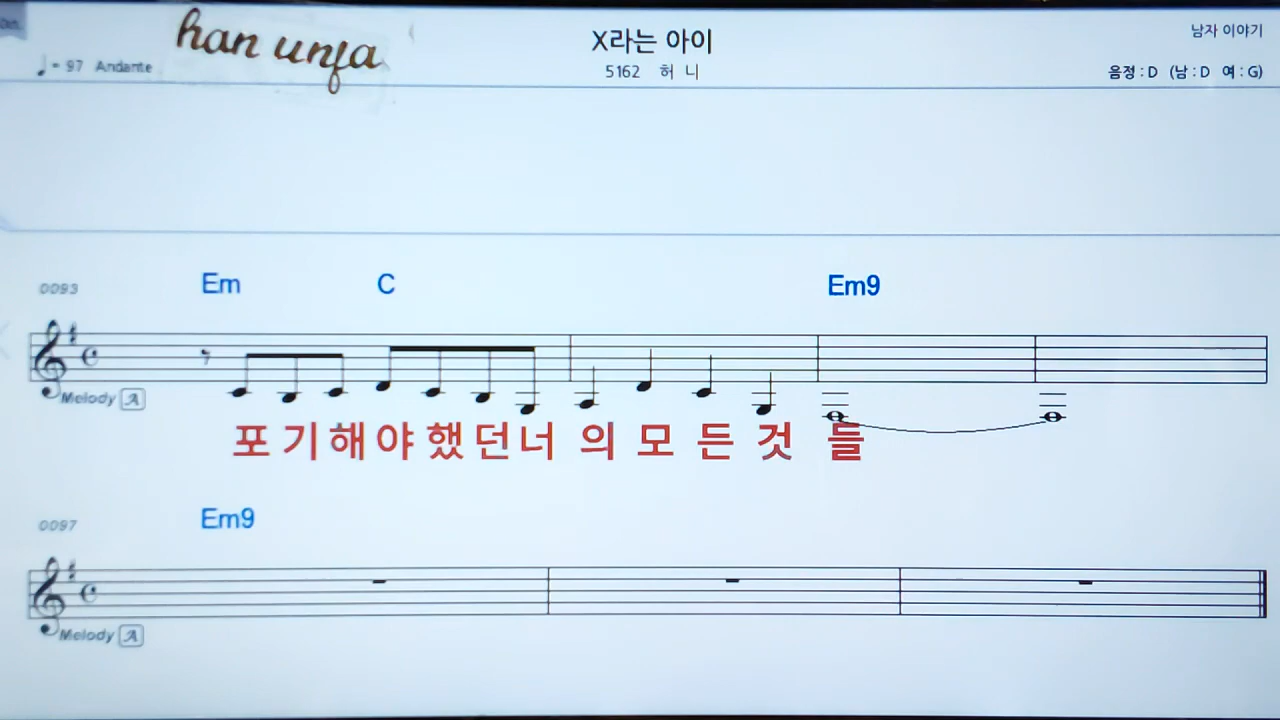 han unfa
X라는 아이
남자 이야기
♩= 97 Andante
5162 허 니
음정 : D (남 : D 여 : G)
0093
Em C Em9
Melody A
포 기 해 야 했 던 너 의 모 든 것 들
0097
Em9
Melody A